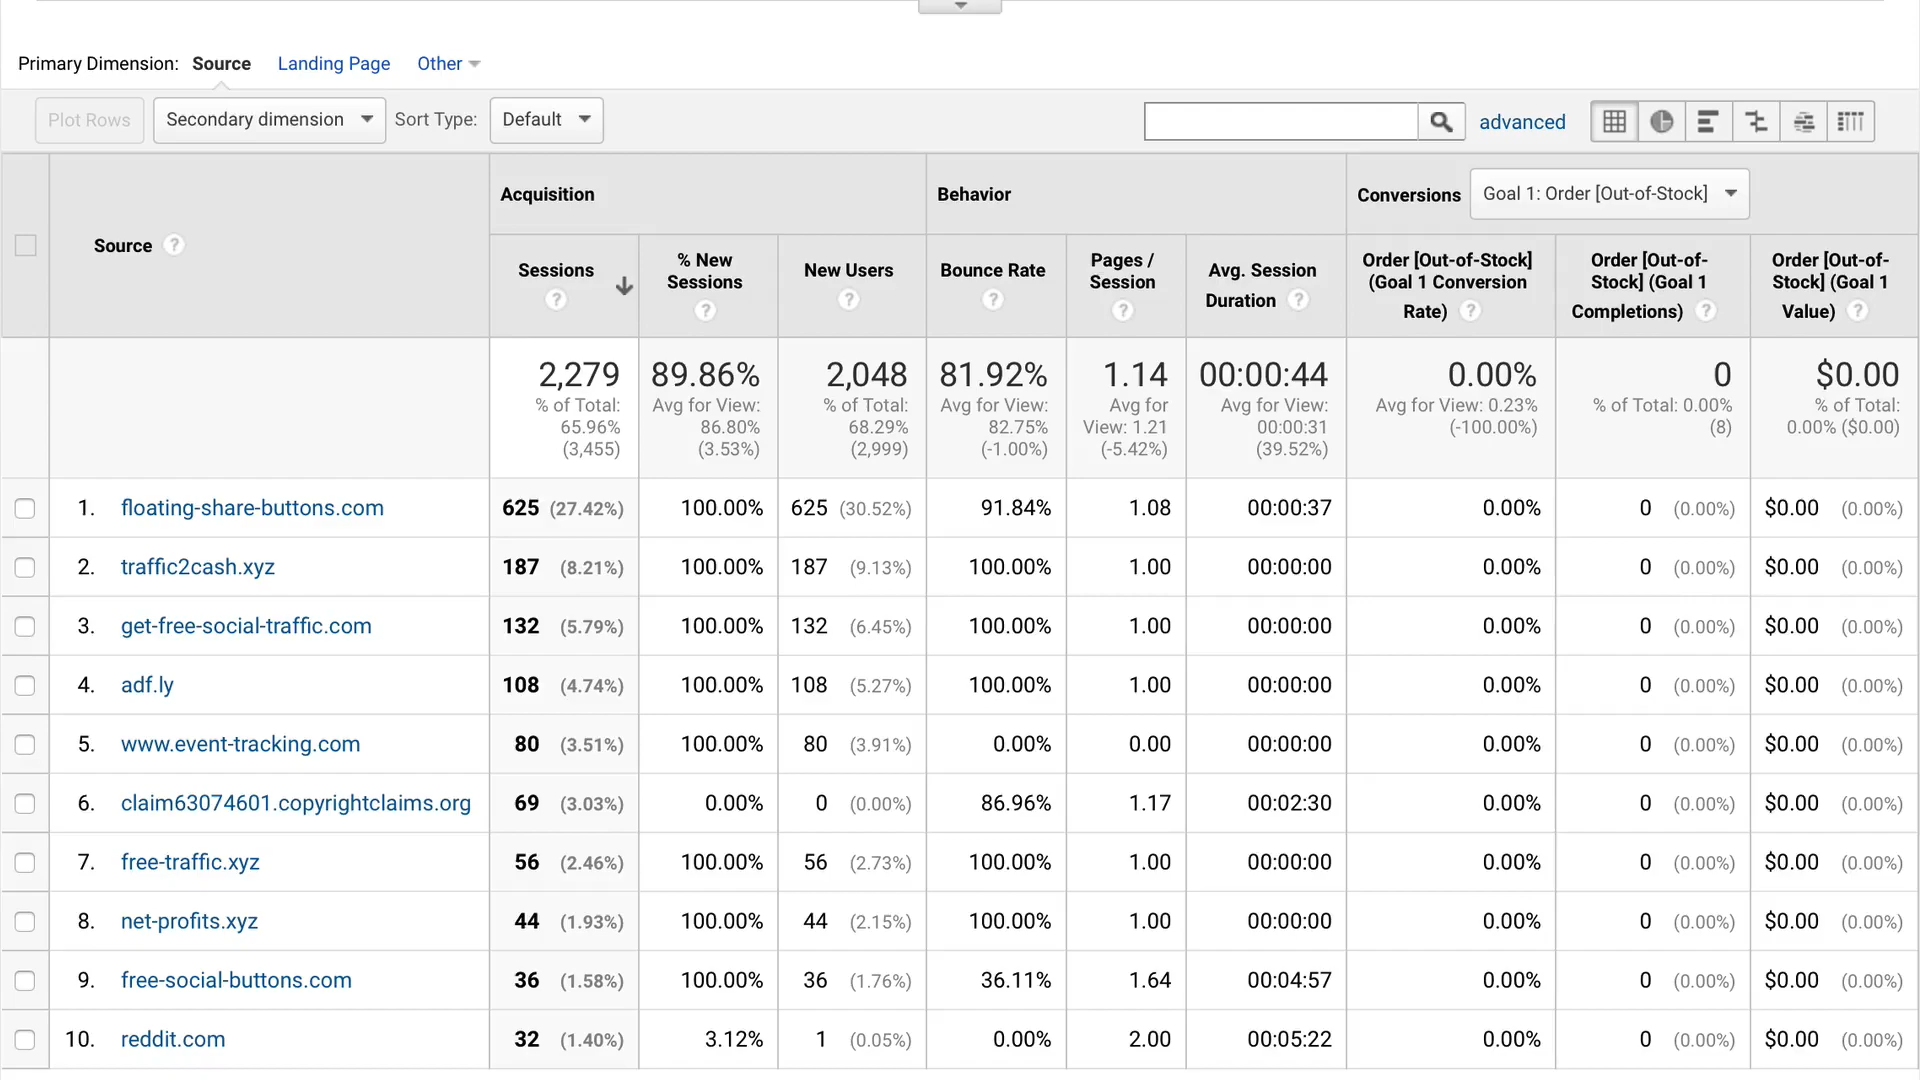 Primary Dimension: Source Landing Page Other
Plot Rows Secondary dimension Sort Type: Default advanced
Source ?
Acquisition Behavior Conversions Goal 1: Order [Out-of-Stock]
Sessions ?
% New
Sessions
?
New Users
?
Bounce Rate
?
Pages /
Session
?
Avg. Session
Duration ?
Order [Out-of-Stock]
(Goal 1 Conversion
Rate) ?
Order [Out-of-
Stock] (Goal 1
Completions) ?
Order [Out-of-
Stock] (Goal 1
Value) ?
2,279
% of Total:
65.96%
(3,455)
89.86%
Avg for View:
86.80%
(3.53%)
2,048
% of Total:
68.29%
(2,999)
81.92%
Avg for View:
82.75%
(-1.00%)
1.14
Avg for
View: 1.21
(-5.42%)
00:00:44
Avg for View:
00:00:31
(39.52%)
0.00%
Avg for View: 0.23%
(-100.00%)
0
% of Total: 0.00%
(8)
$0.00
% of Total:
0.00% ($0.00)
1. floating-share-buttons.com 625 (27.42%) 100.00% 625 (30.52%) 91.84% 1.08 00:00:37 0.00% 0 (0.00%) $0.00 (0.00%)
2. traffic2cash.xyz 187 (8.21%) 100.00% 187 (9.13%) 100.00% 1.00 00:00:00 0.00% 0 (0.00%) $0.00 (0.00%)
3. get-free-social-traffic.com 132 (5.79%) 100.00% 132 (6.45%) 100.00% 1.00 00:00:00 0.00% 0 (0.00%) $0.00 (0.00%)
4. adf.ly 108 (4.74%) 100.00% 108 (5.27%) 100.00% 1.00 00:00:00 0.00% 0 (0.00%) $0.00 (0.00%)
5. www.event-tracking.com 80 (3.51%) 100.00% 80 (3.91%) 0.00% 0.00 00:00:00 0.00% 0 (0.00%) $0.00 (0.00%)
6. claim63074601.copyrightclaims.org 69 (3.03%) 0.00% 0 (0.00%) 86.96% 1.17 00:02:30 0.00% 0 (0.00%) $0.00 (0.00%)
7. free-traffic.xyz 56 (2.46%) 100.00% 56 (2.73%) 100.00% 1.00 00:00:00 0.00% 0 (0.00%) $0.00 (0.00%)
8. net-profits.xyz 44 (1.93%) 100.00% 44 (2.15%) 100.00% 1.00 00:00:00 0.00% 0 (0.00%) $0.00 (0.00%)
9. free-social-buttons.com 36 (1.58%) 100.00% 36 (1.76%) 36.11% 1.64 00:04:57 0.00% 0 (0.00%) $0.00 (0.00%)
10. reddit.com 32 (1.40%) 3.12% 1 (0.05%) 0.00% 2.00 00:05:22 0.00% 0 (0.00%) $0.00 (0.00%)